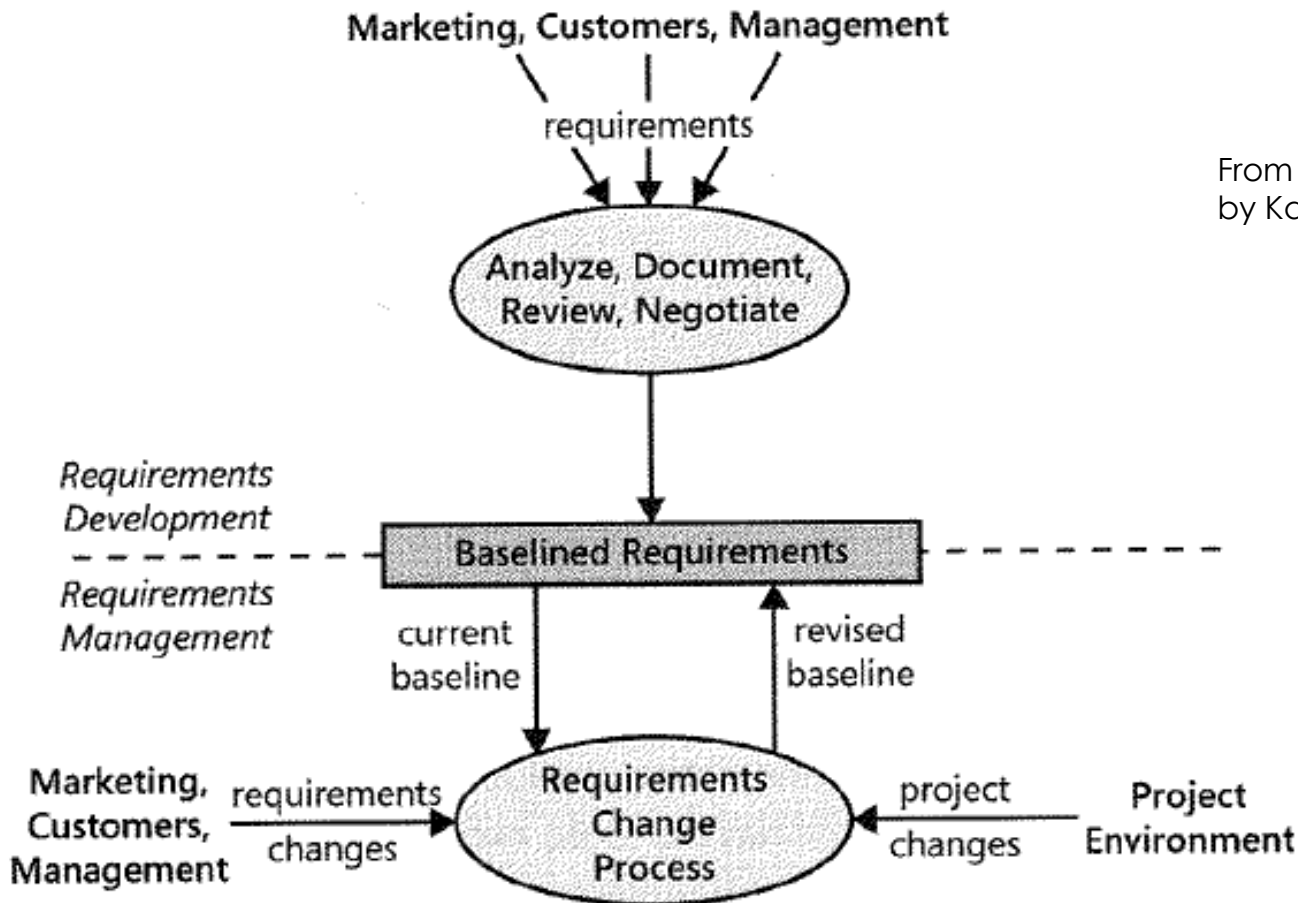 Marketing, Customers, Management
requirements
From
by
Analyze, Document,
Review, Negotiate
Requirements
Development
Baselined Requirements
Requirements
Management
current
baseline
revised
baseline
Marketing,
Customers,
Management
requirements
changes
Requirements
Change
Process
project
changes
Project
Environment